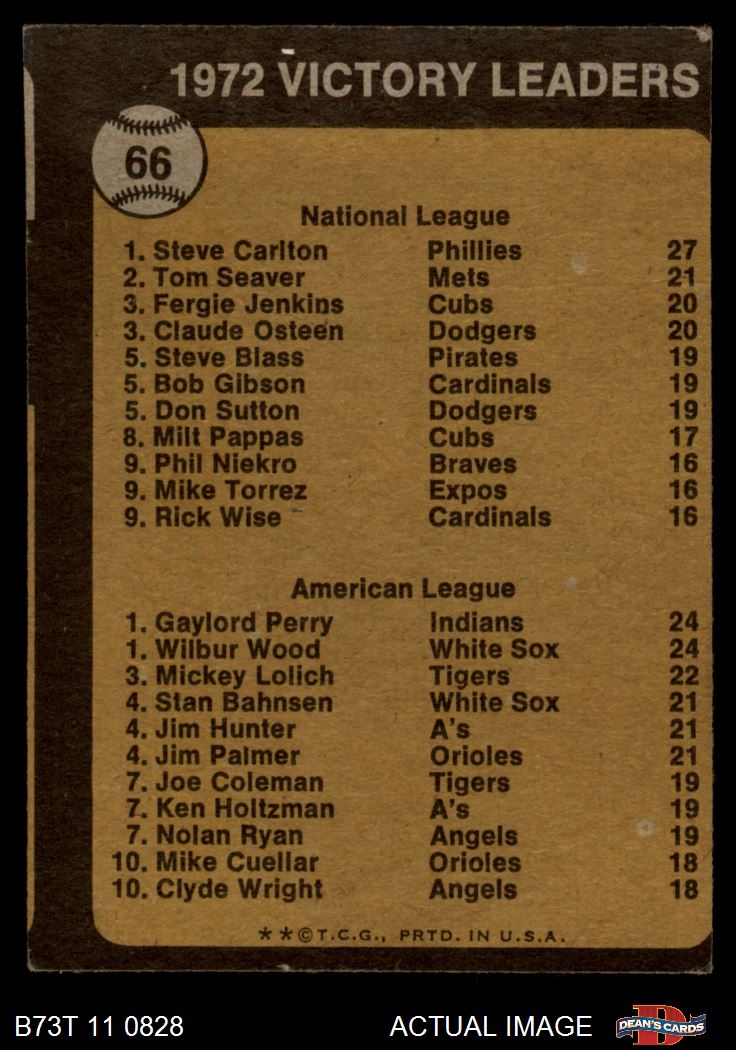 1972 VICTORY LEADERS
66
National League
1. Steve Carlton Phillies 27
2. Tom Seaver Mets 21
3. Fergie Jenkins Cubs 20
3. Claude Osteen Dodgers 20
5. Steve Blass Pirates 19
5. Bob Gibson Cardinals 19
5. Don Sutton Dodgers 19
8. Milt Pappas Cubs 17
9. Phil Niekro Braves 16
9. Mike Torrez Expos 16
9. Rick Wise Cardinals 16
American League
1. Gaylord Perry Indians 24
1. Wilbur Wood White Sox 24
3. Mickey Lolich Tigers 22
4. Stan Bahnsen White Sox 21
4. Jim Hunter A's 21
4. Jim Palmer Orioles 21
7. Joe Coleman Tigers 19
7. Ken Holtzman A's 19
7. Nolan Ryan Angels 19
10. Mike Cuellar Orioles 18
10. Clyde Wright Angels 18
**©T.C.G., PRTD. IN U.S.A.
B73T 11 0828 ACTUAL IMAGE DEAN'S CARDS